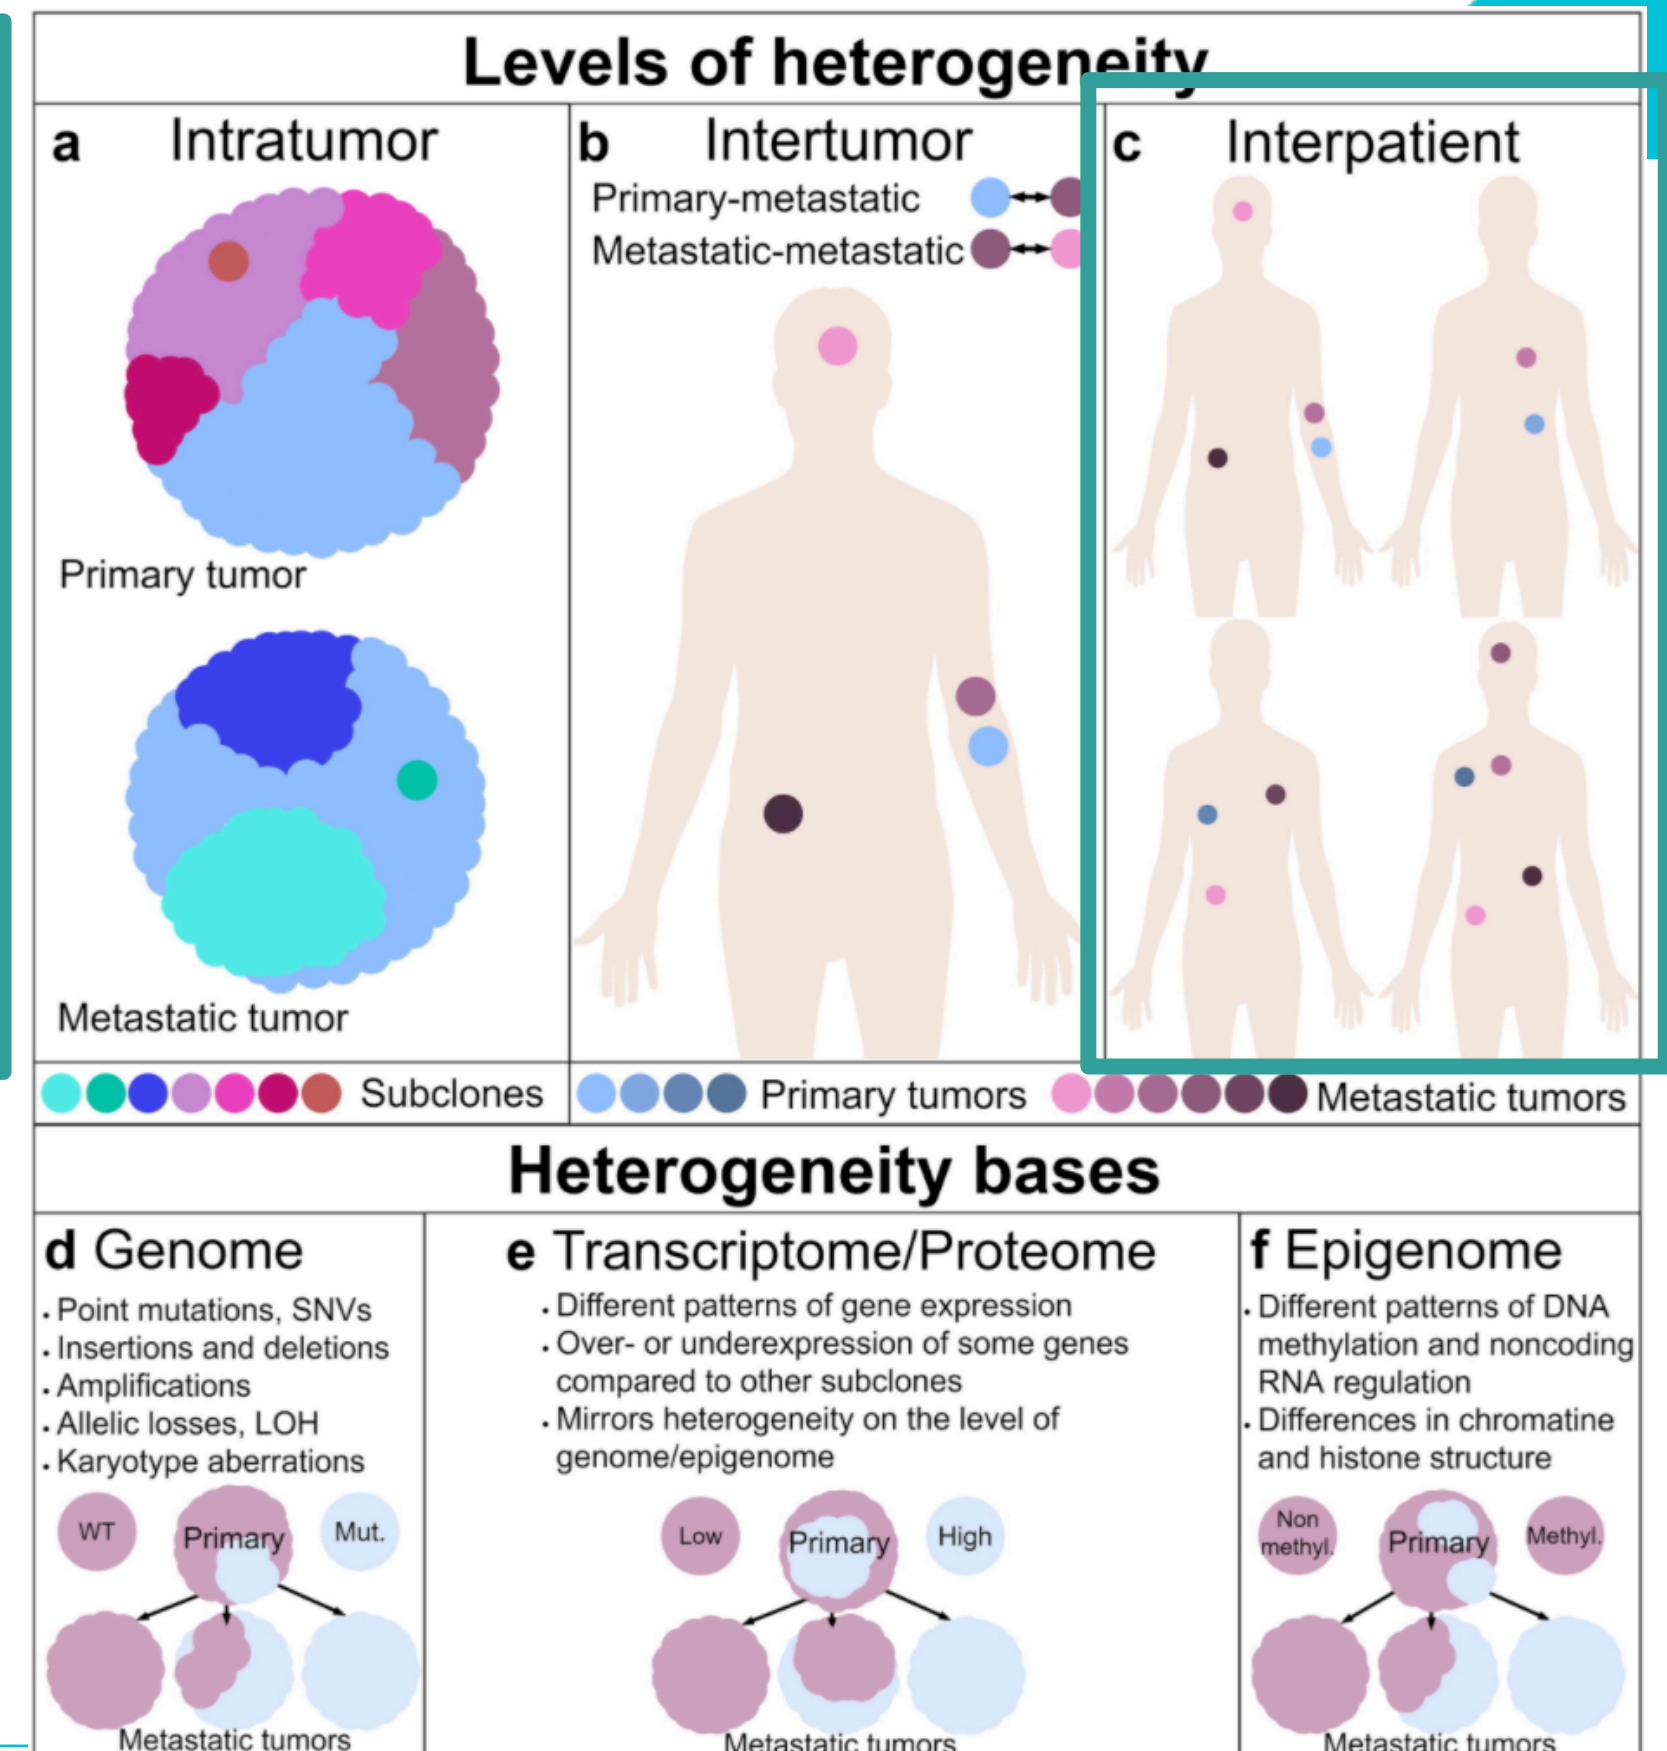 Levels of heterogeneity
a Intratumor
Primary tumor
Metastatic tumor
b Intertumor
Primary-metastatic
Metastatic-metastatic
c Interpatient
Subclones
Primary tumors
Metastatic tumors
Heterogeneity bases
d Genome
. Point mutations, SNVs
. Insertions and deletions
. Amplifications
. Allelic losses, LOH
. Karyotype aberrations
WT
Primary
Mut.
Metastatic tumors
e Transcriptome/Proteome
. Different patterns of gene expression
. Over- or underexpression of some genes
compared to other subclones
. Mirrors heterogeneity on the level of
genome/epigenome
Low
Primary
High
Metastatic tumors
f Epigenome
. Different patterns of DNA
methylation and noncoding
RNA regulation
. Differences in chromatine
and histone structure
Non
methyl.
Primary
Methyl.
Metastatic tumors